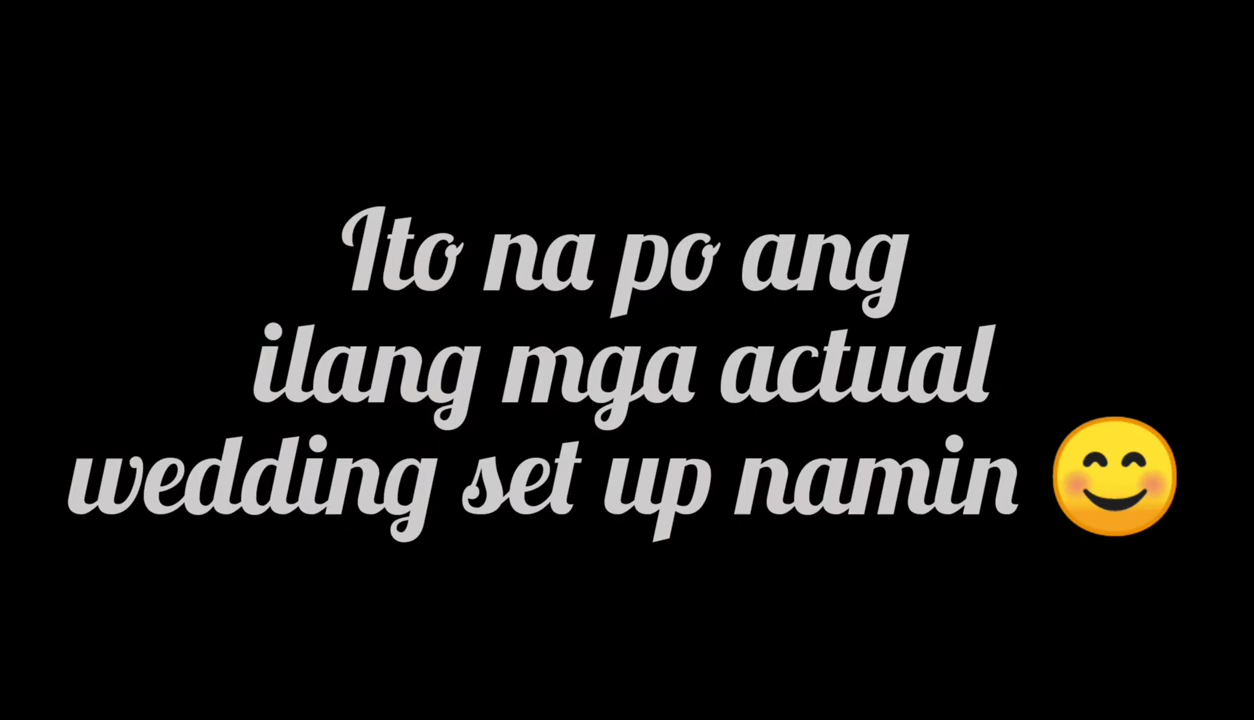 Ito na po ang
ilang mga actual
wedding set up namin 😊